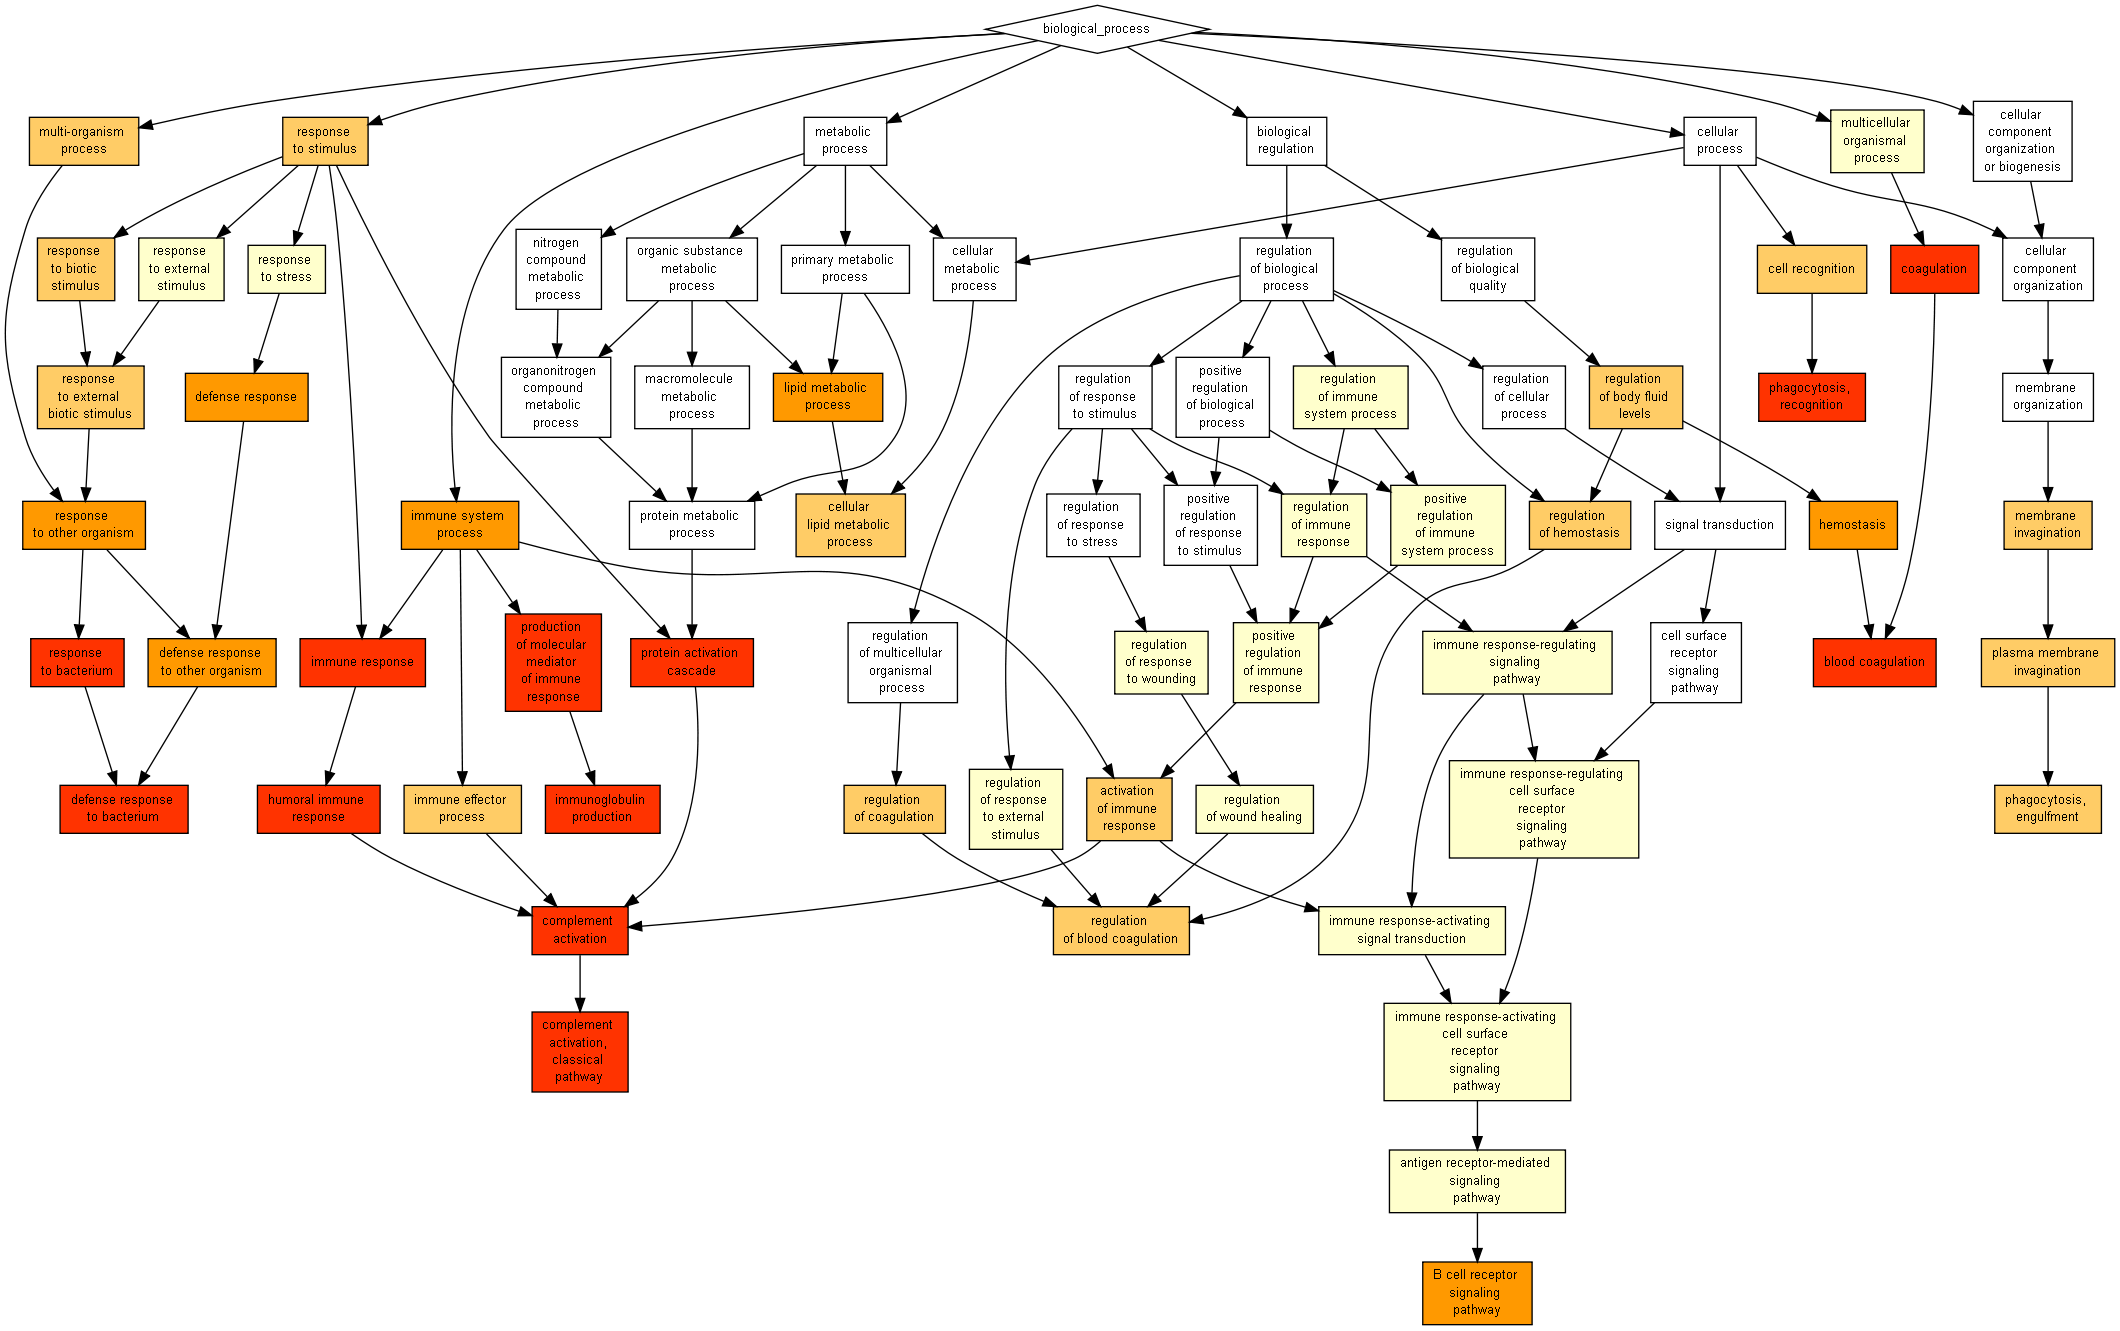 biological_process
multi-organism
process
response
to stimulus
metabolic
process
biological
regulation
cellular
process
multicellular
organismal
process
cellular
component
organization
or biogenesis
response
to biotic
stimulus
response
to external
stimulus
response
to stress
nitrogen
compound
metabolic
process
organic substance
metabolic
process
primary metabolic
process
cellular
metabolic
process
regulation
of biological
process
regulation
of biological
quality
cell recognition
coagulation
cellular
component
organization
response
to external
biotic stimulus
defense response
organonitrogen
compound
metabolic
process
macromolecule
metabolic
process
lipid metabolic
process
regulation
of response
to stimulus
positive
regulation
of biological
process
regulation
of immune
system process
regulation
of cellular
process
regulation
of body fluid
levels
phagocytosis,
recognition
membrane
organization
response
to other organism
immune system
process
protein metabolic
process
cellular
lipid metabolic
process
regulation
of response
to stress
positive
regulation
of response
to stimulus
regulation
of immune
response
positive
regulation
of immune
system process
regulation
of hemostasis
signal transduction
hemostasis
membrane
invagination
response
to bacterium
defense response
to other organism
immune response
production
of molecular
mediator
of immune
response
protein activation
cascade
regulation
of multicellular
organismal
process
regulation
of response
to wounding
positive
regulation
of immune
response
immune response-regulating
signaling
pathway
cell surface
receptor
signaling
pathway
blood coagulation
plasma membrane
invagination
defense response
to bacterium
humoral immune
response
immune effector
process
immunoglobulin
production
regulation
of coagulation
regulation
of response
to external
stimulus
activation
of immune
response
regulation
of wound healing
immune response-regulating
cell surface
receptor
signaling
pathway
phagocytosis,
engulfment
complement
activation
regulation
of blood coagulation
immune response-activating
signal transduction
complement
activation,
classical
pathway
immune response-activating
cell surface
receptor
signaling
pathway
antigen receptor-mediated
signaling
pathway
B cell receptor
signaling
pathway